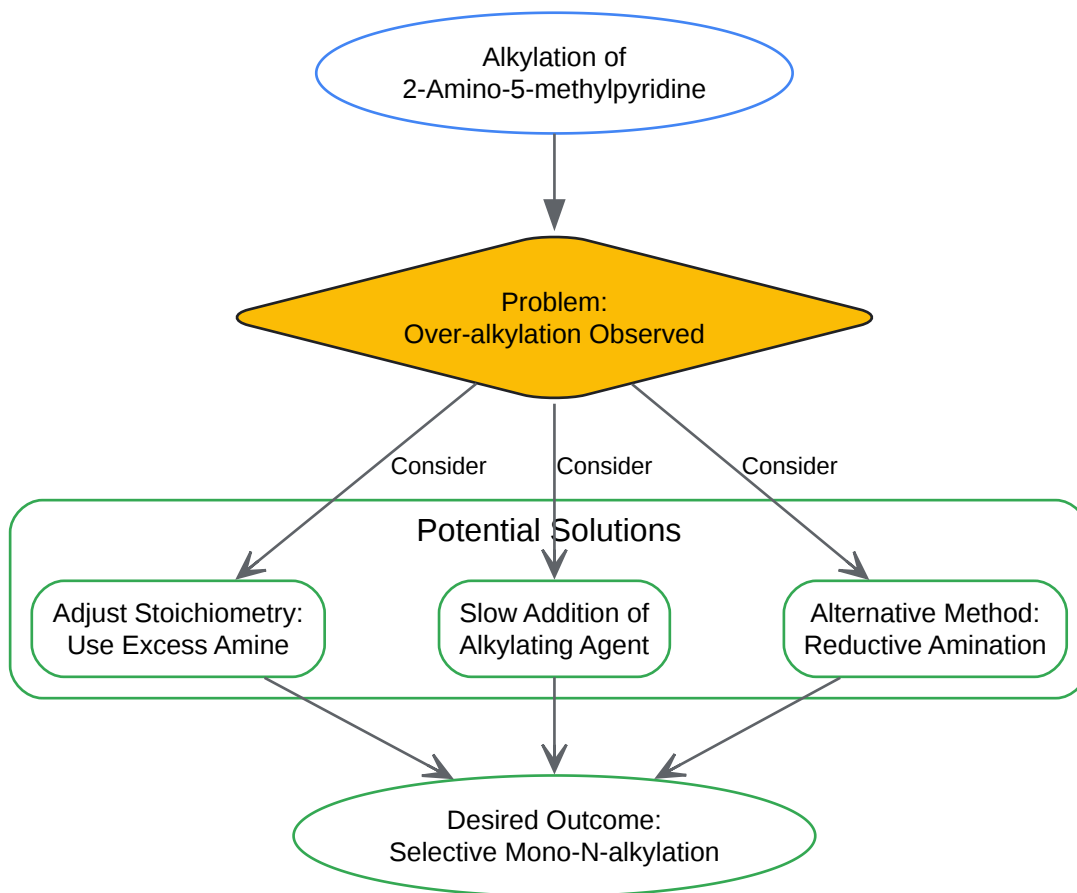 Alkylation of
2-Amino-5-methylpyridine
Problem:
Over-alkylation Observed
Consider
Consider
Consider
Potential Solutions
Adjust Stoichiometry:
Use Excess Amine
Slow Addition of
Alkylating Agent
Alternative Method:
Reductive Amination
Desired Outcome:
Selective Mono-N-alkylation